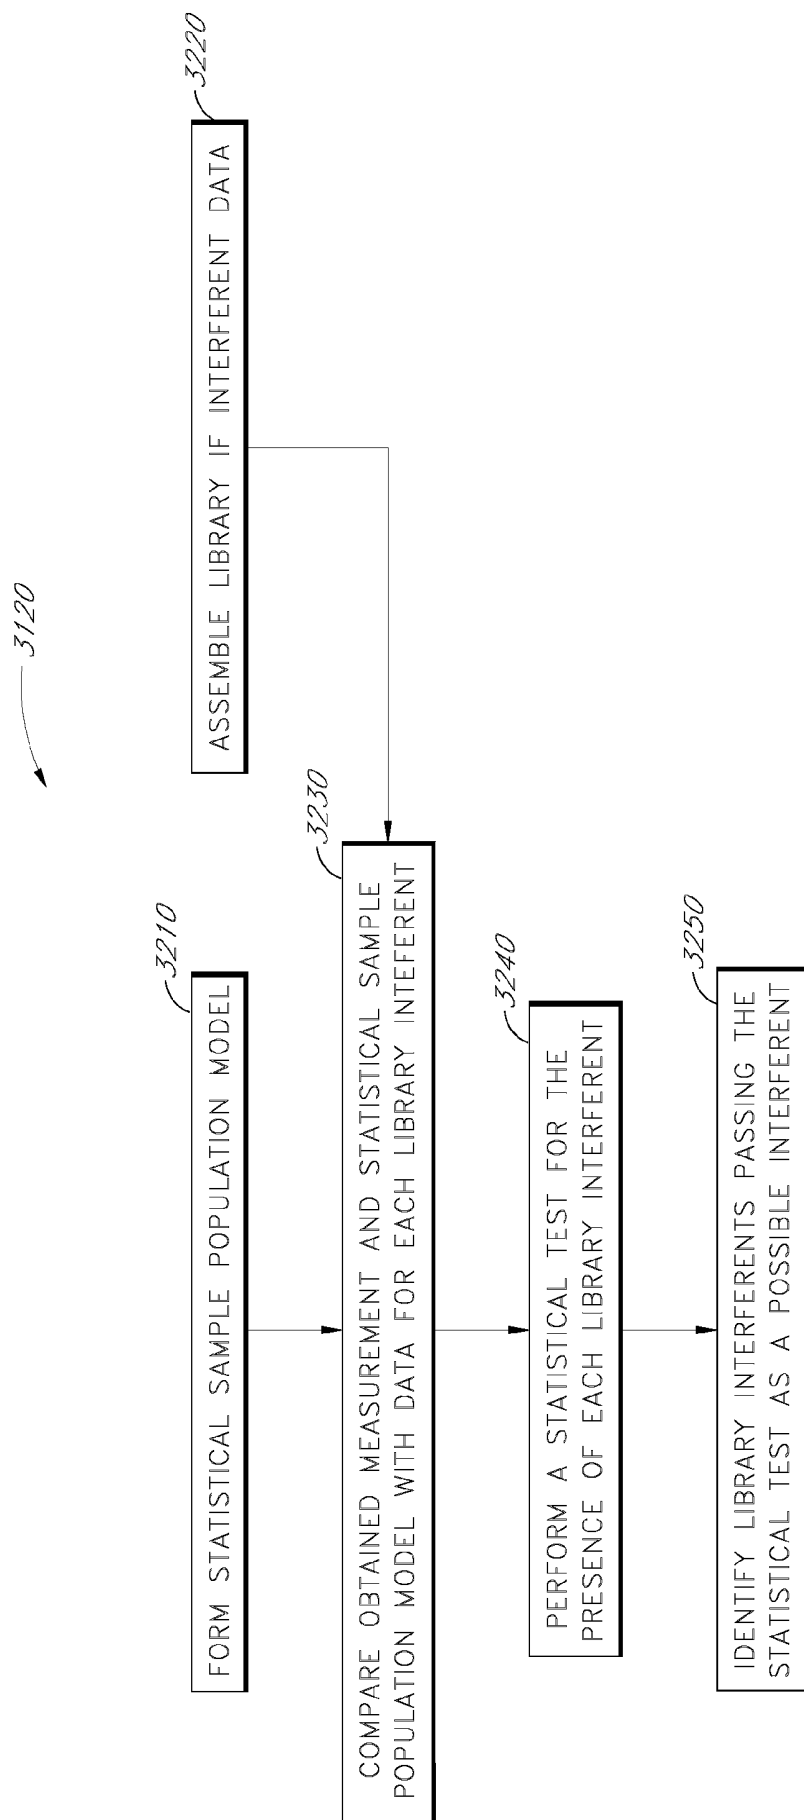 3120
3210
FORM STATISTICAL SAMPLE POPULATION MODEL
3220
ASSEMBLE LIBRARY IF INTERFERENT DATA
3230
COMPARE OBTAINED MEASUREMENT AND STATISTICAL SAMPLE
POPULATION MODEL WITH DATA FOR EACH LIBRARY INTEFERENT
3240
PERFORM A STATISTICAL TEST FOR THE
PRESENCE OF EACH LIBRARY INTERFERENT
3250
IDENTIFY LIBRARY INTERFERENTS PASSING THE
STATISTICAL TEST AS A POSSIBLE INTERFERENT